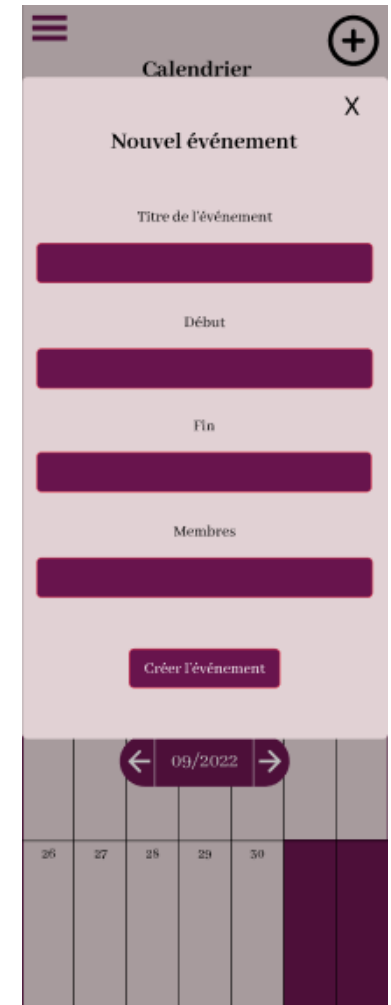 Calendrier
X
Nouvel événement
Titre de l'événement
Début
Fin
Membres
Créer l'événement
09/2022
26 27 28 29 30